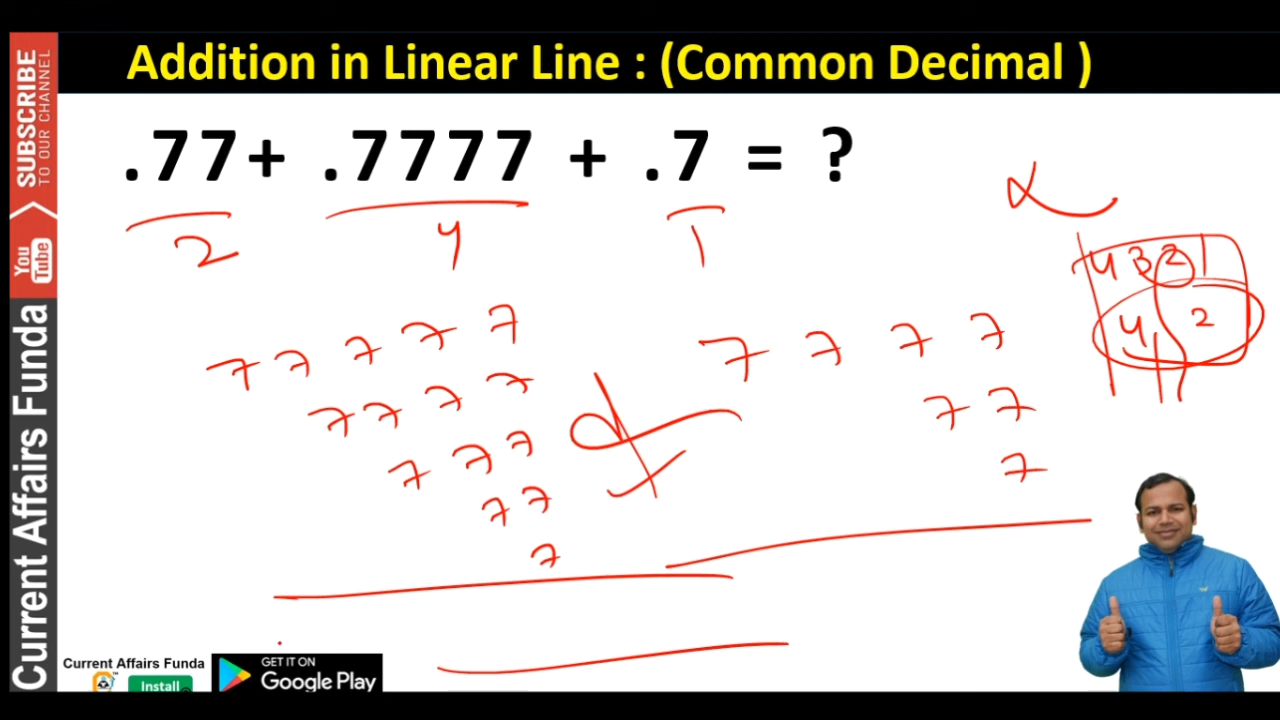 Addition in Linear Line : (Common Decimal )
SUBSCRIBE
TO OUR CHANNEL
You
Tube
Current Affairs Funda
.77+ .7777 + .7 = ?
2 4 1
4 3 2 1
4 2
7 7 7 7 7
7 7 7 7
7 7 7
7 7
7
7 7 7 7
7 7
7
Current Affairs Funda
Install
GET IT ON
Google Play